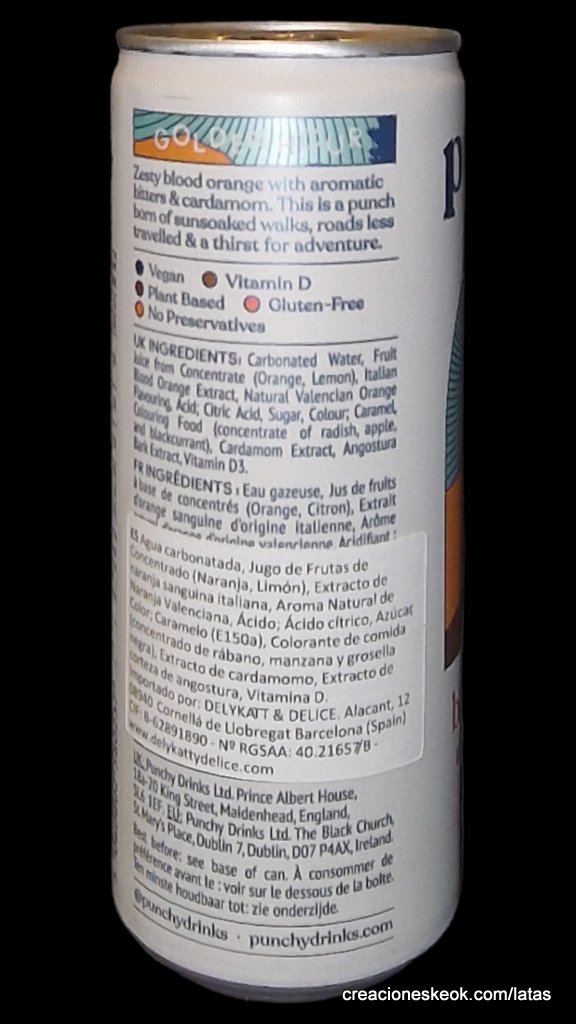 GOLDEN HOUR
Zesty blood orange with aromatic
bitters & cardamom. This is a punch
born of sunsoaked walks, roads less
travelled & a thirst for adventure.
Vegan Vitamin D
Plant Based Gluten-Free
No Preservatives
UK INGREDIENTS: Carbonated Water, Fruit
Juice from Concentrate (Orange, Lemon), Italian
Blood Orange Extract, Natural Valencian Orange
Flavouring, Acid; Citric Acid, Sugar, Colour; Caramel,
Colouring Food (concentrate of radish, apple,
and blackcurrant), Cardamom Extract, Angostura
Bark Extract, Vitamin D3.
FR INGRÉDIENTS : Eau gazeuse, Jus de fruits
à base de concentrés (Orange, Citron), Extrait
d'orange sanguine d'origine italienne, Arôme
naturel d'orange d'origine valencienne Acidifiant :
ES Agua carbonatada, Jugo de Frutas de
Concentrado (Naranja, Limón), Extracto de
naranja sanguina italiana, Aroma Natural de
Naranja Valenciana, Ácido; Ácido cítrico, Azúcar
Color; Caramelo (E150a), Colorante de comida
(concentrado de rábano, manzana y grosella
negra), Extracto de cardamomo, Extracto de
corteza de angostura, Vitamina D.
Importado por: DELYKATT & DELICE. Alacant, 12
08940 Cornellá de Llobregat Barcelona (Spain)
CIF: B-62891890 - Nº RGSAA: 40.21657/B -
www.delykattydelice.com
UK: Punchy Drinks Ltd. Prince Albert House,
18a-20 King Street, Maidenhead, England,
SL6 1EF. EU: Punchy Drinks Ltd. The Black Church,
St. Mary's Place, Dublin 7, Dublin, D07 P4AX, Ireland.
Best before: see base of can. À consommer de
préférence avant le : voir sur le dessous de la boîte.
Ten minste houdbaar tot: zie onderzijde.
@punchydrinks · punchydrinks.com
creacioneskeok.com/latas